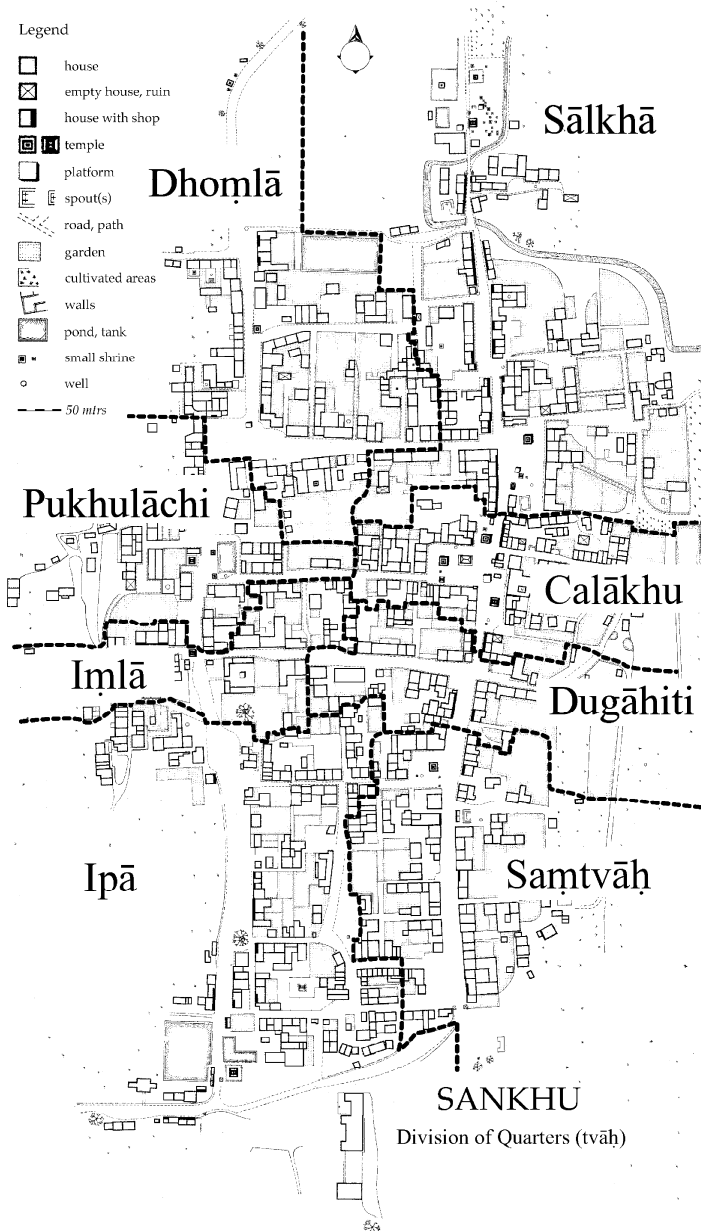 Legend
house
empty house, ruin
house with shop
temple
platform
spout(s)
road, path
garden
cultivated areas
walls
pond, tank
small shrine
well
50 mtrs
Sālkhā
Dhoṃlā
Pukhulāchi
Calākhu
Iṃlā
Dugāhiti
Ipā
Saṃtvāḥ
SANKHU
Division of Quarters (tvāḥ)